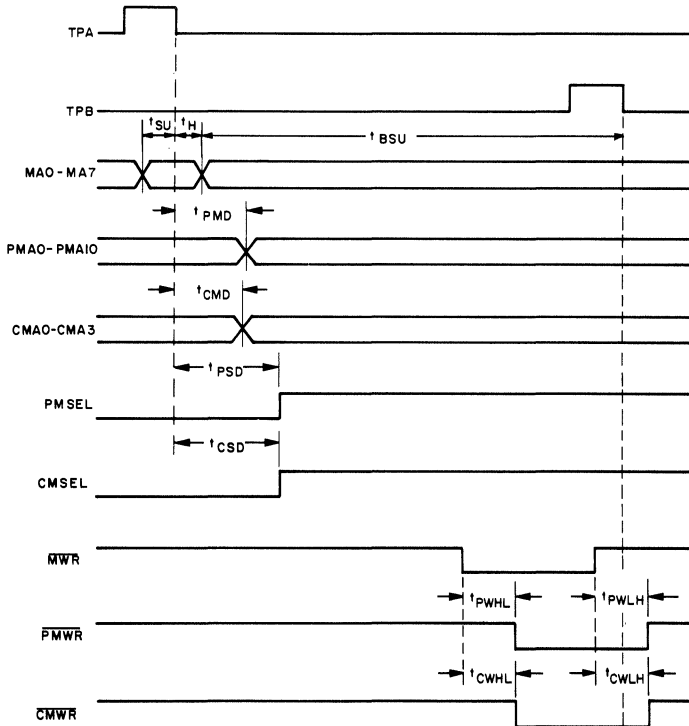 TPA
TPB
tSU tH tBSU
MA0-MA7
tPMD
PMA0-PMA10
tCMD
CMA0-CMA3
tPSD
PMSEL
tCSD
CMSEL
MWR
tPWHL tPWLH
PMWR
tCWHL tCWLH
CMWR